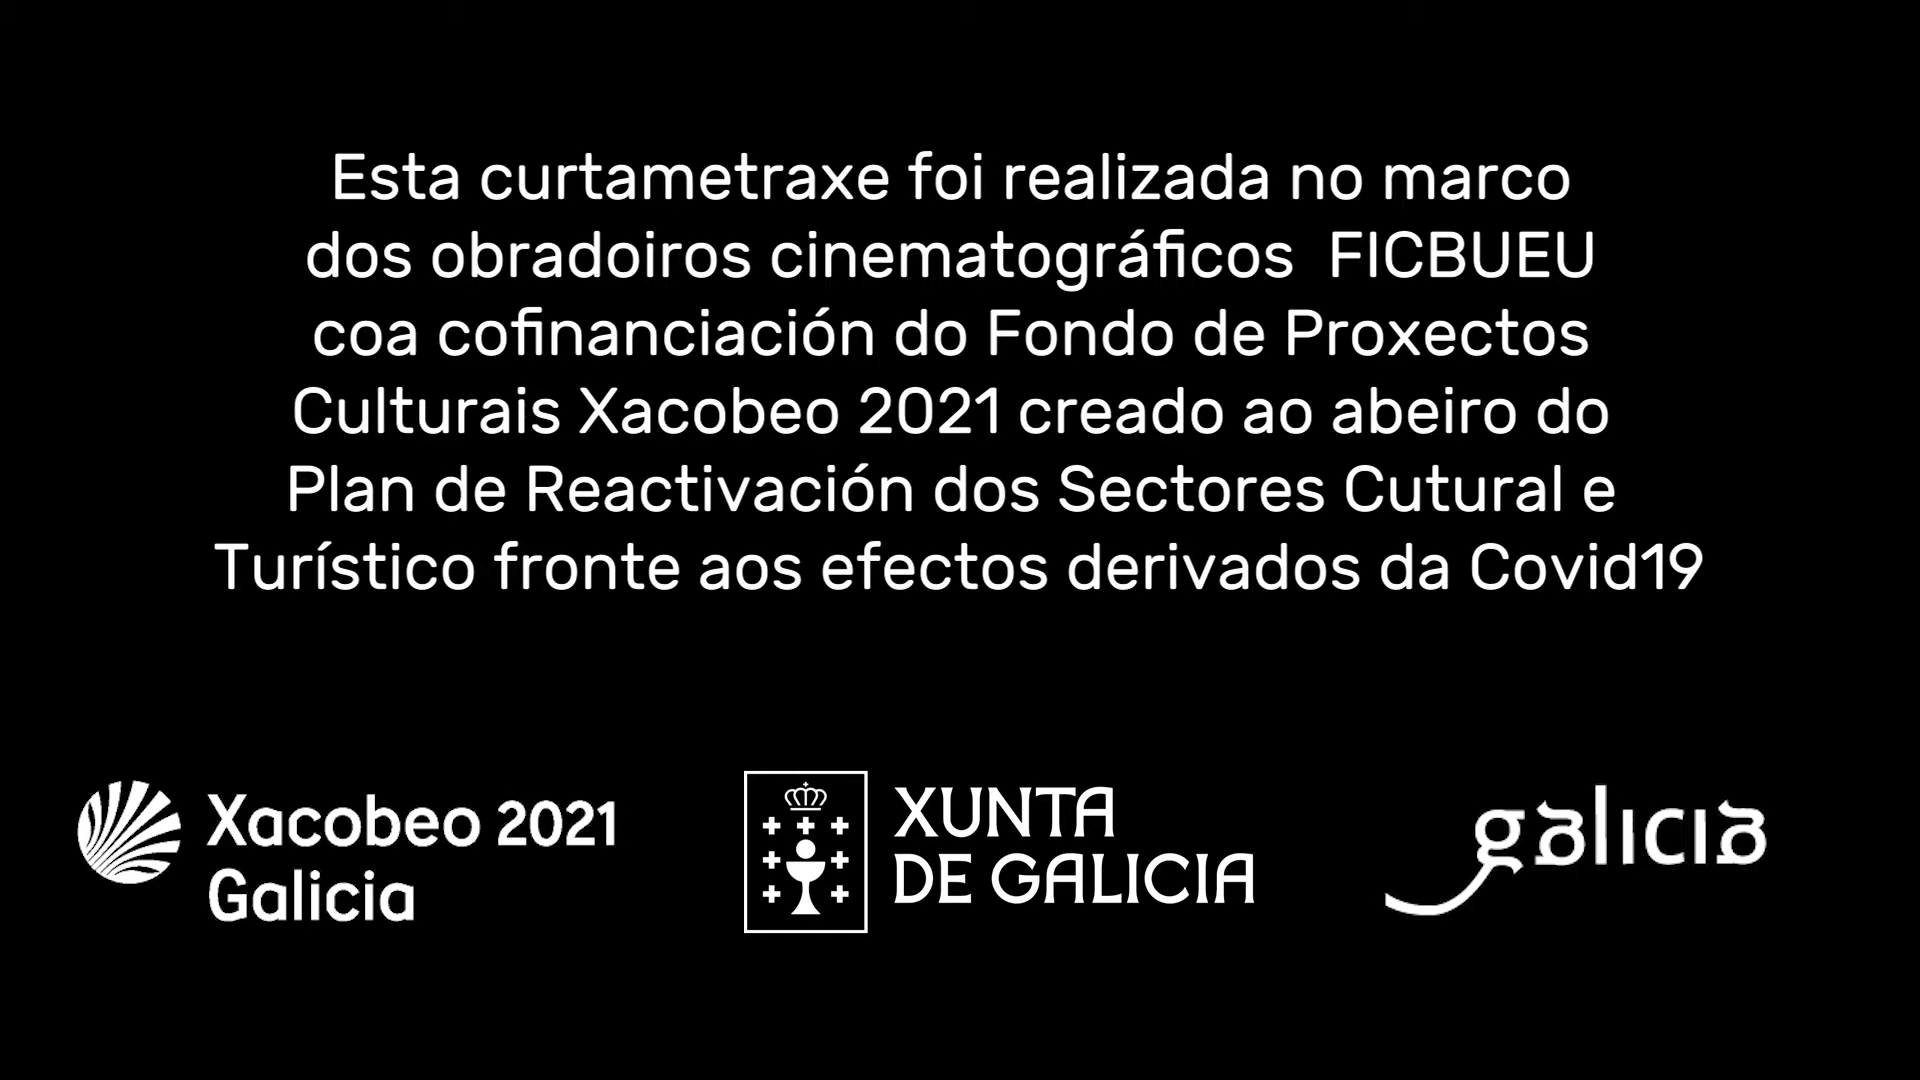 Esta curtametraxe foi realizada no marco
dos obradoiros cinematográficos FICBUEU
coa cofinanciación do Fondo de Proxectos
Culturais Xacobeo 2021 creado ao abeiro do
Plan de Reactivación dos Sectores Cutural e
Turístico fronte aos efectos derivados da Covid19
Xacobeo 2021
Galicia
XUNTA
DE GALICIA
galicia